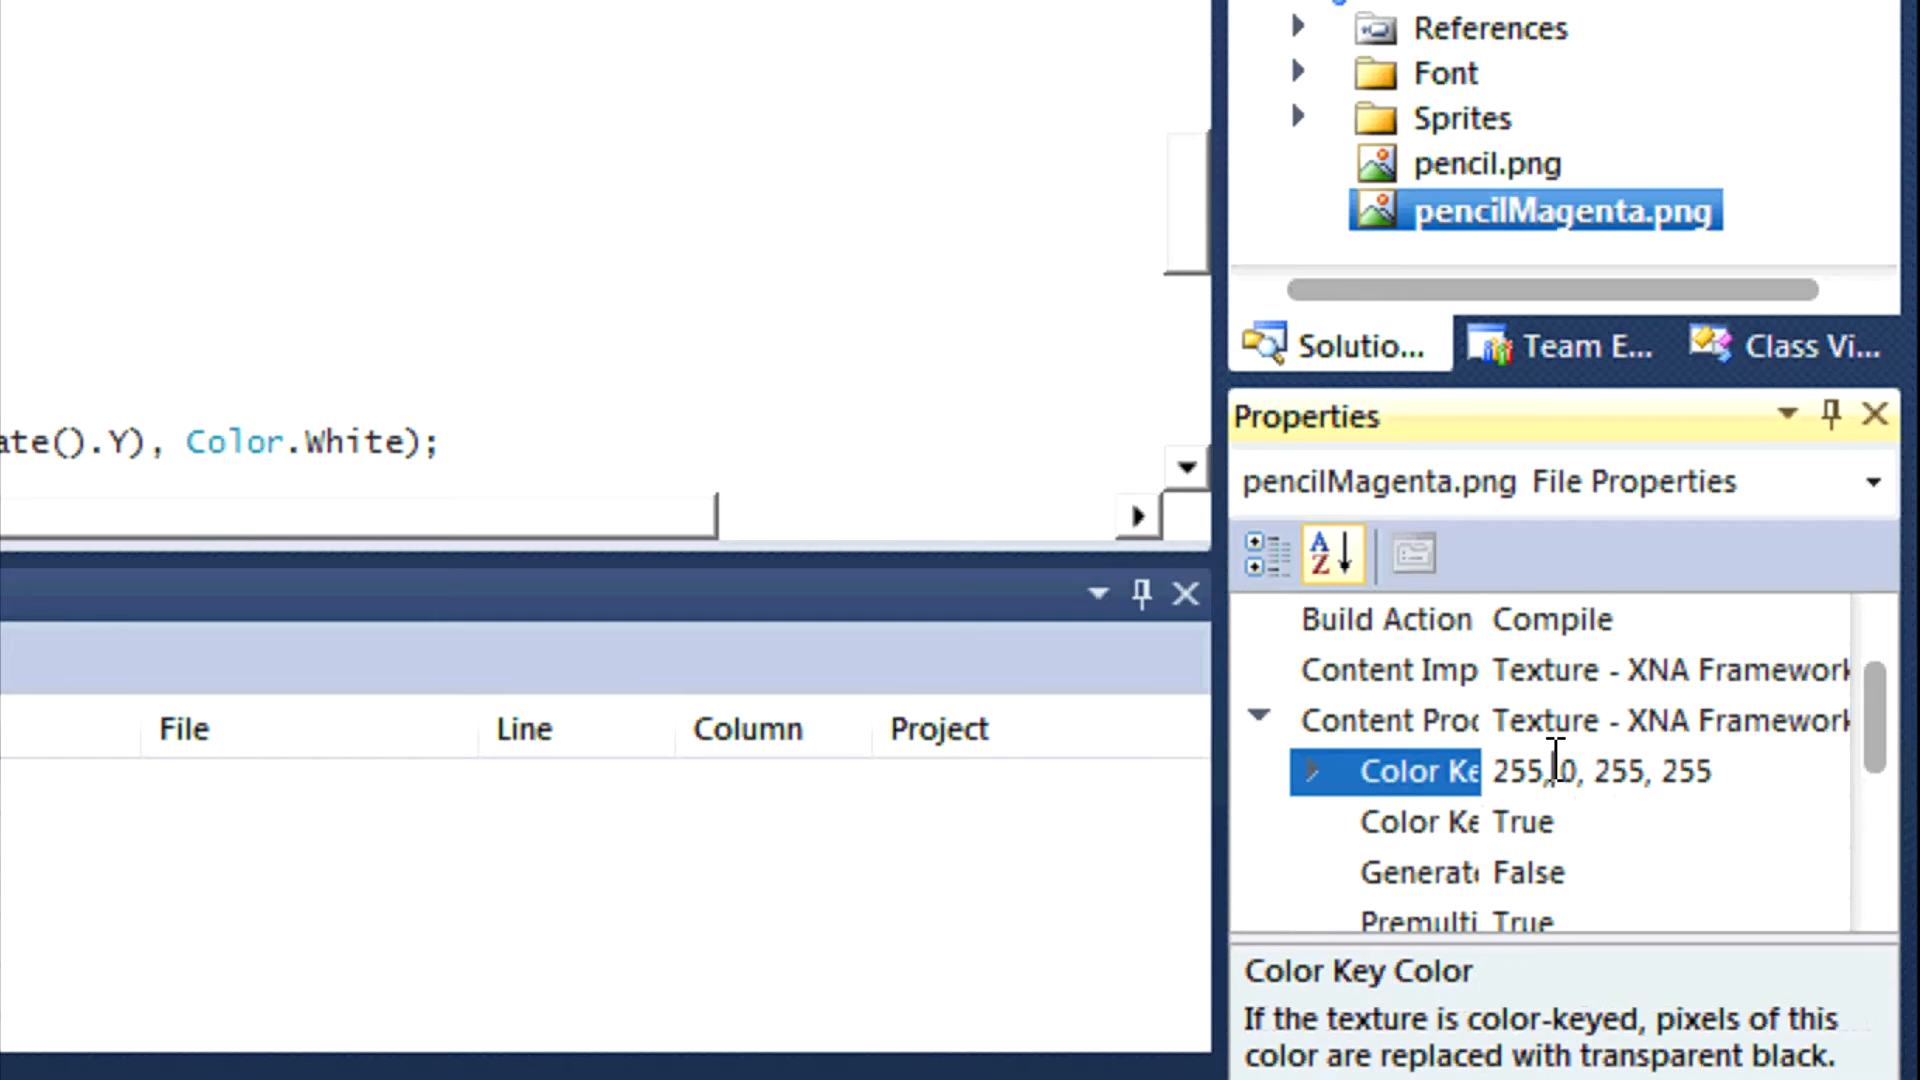 References
Font
Sprites
pencil.png
pencilMagenta.png
Solutio... Team E... Class Vi...
ate().Y), Color.White);
Properties
pencilMagenta.png File Properties
Build Action Compile
Content Imp Texture - XNA Framework
Content Proc Texture - XNA Framework
Color Ke 255, 0, 255, 255
Color Ke True
Generate False
Premulti True
File Line Column Project
Color Key Color
If the texture is color-keyed, pixels of this
color are replaced with transparent black.